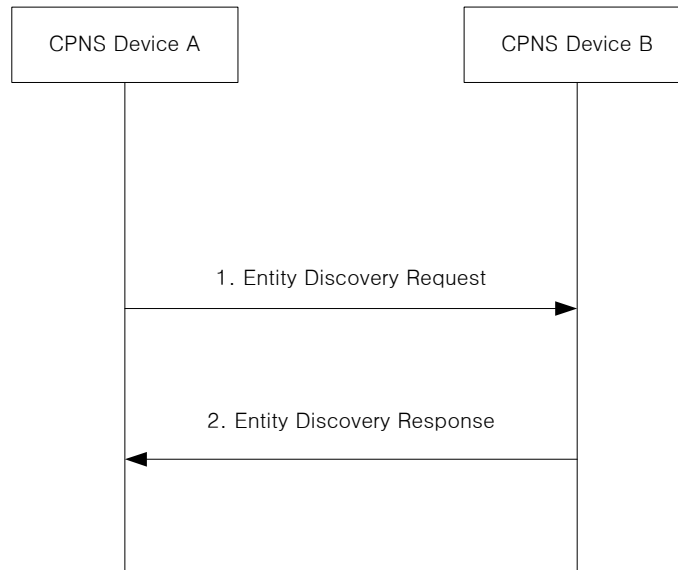 CPNS Device A
CPNS Device B
1. Entity Discovery Request
2. Entity Discovery Response